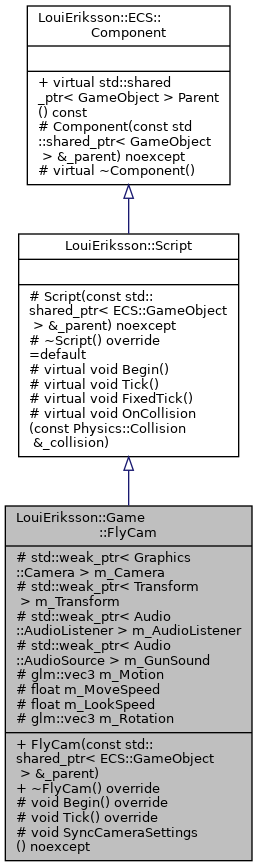 LouiEriksson::ECS::
Component
+ virtual std::shared
_ptr< GameObject > Parent
() const
# Component(const std
::shared_ptr< GameObject
 > &_parent) noexcept
# virtual ~Component()
LouiEriksson::Script
# Script(const std::
shared_ptr< ECS::GameObject
 > &_parent) noexcept
# ~Script() override
=default
# virtual void Begin()
# virtual void Tick()
# virtual void FixedTick()
# virtual void OnCollision
(const Physics::Collision
 &_collision)
LouiEriksson::Game
::FlyCam
# std::weak_ptr< Graphics
::Camera > m_Camera
# std::weak_ptr< Transform
 > m_Transform
# std::weak_ptr< Audio
::AudioListener > m_AudioListener
# std::weak_ptr< Audio
::AudioSource > m_GunSound
# glm::vec3 m_Motion
# float m_MoveSpeed
# float m_LookSpeed
# glm::vec3 m_Rotation
+ FlyCam(const std::
shared_ptr< ECS::GameObject
 > &_parent)
+ ~FlyCam() override
# void Begin() override
# void Tick() override
# void SyncCameraSettings
() noexcept